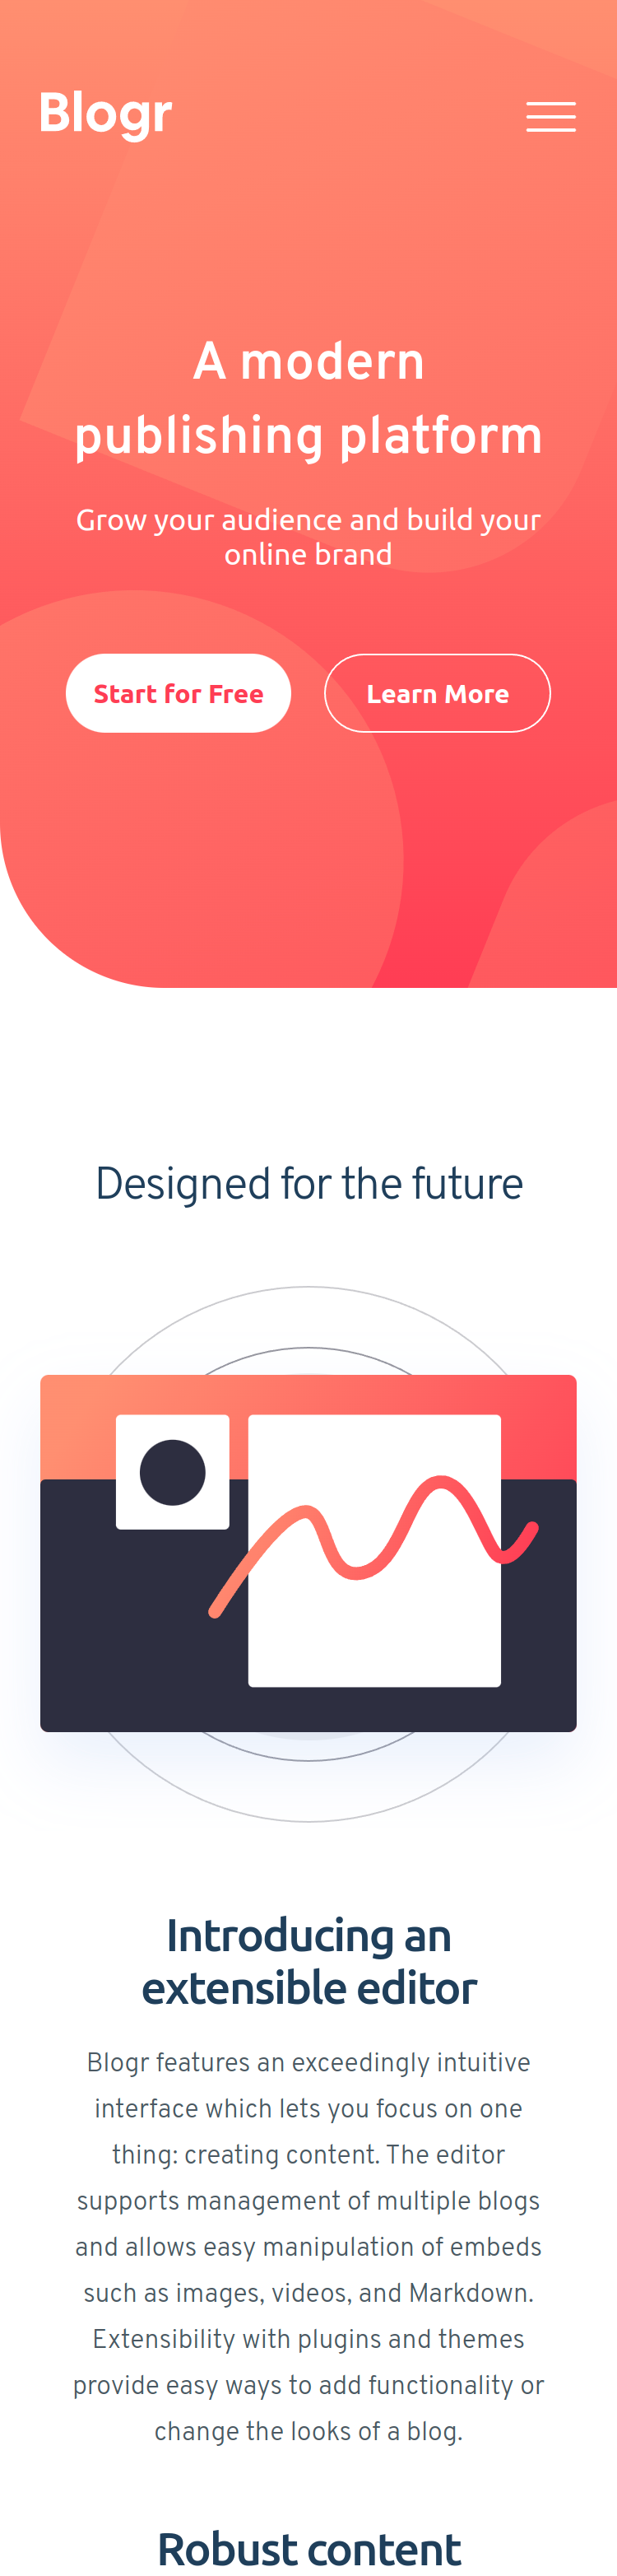 Blogr
A modern
publishing platform
Grow your audience and build your
online brand
Start for Free
Learn More
Designed for the future
Introducing an
extensible editor
Blogr features an exceedingly intuitive
interface which lets you focus on one
thing: creating content. The editor
supports management of multiple blogs
and allows easy manipulation of embeds
such as images, videos, and Markdown.
Extensibility with plugins and themes
provide easy ways to add functionality or
change the looks of a blog.
Robust content